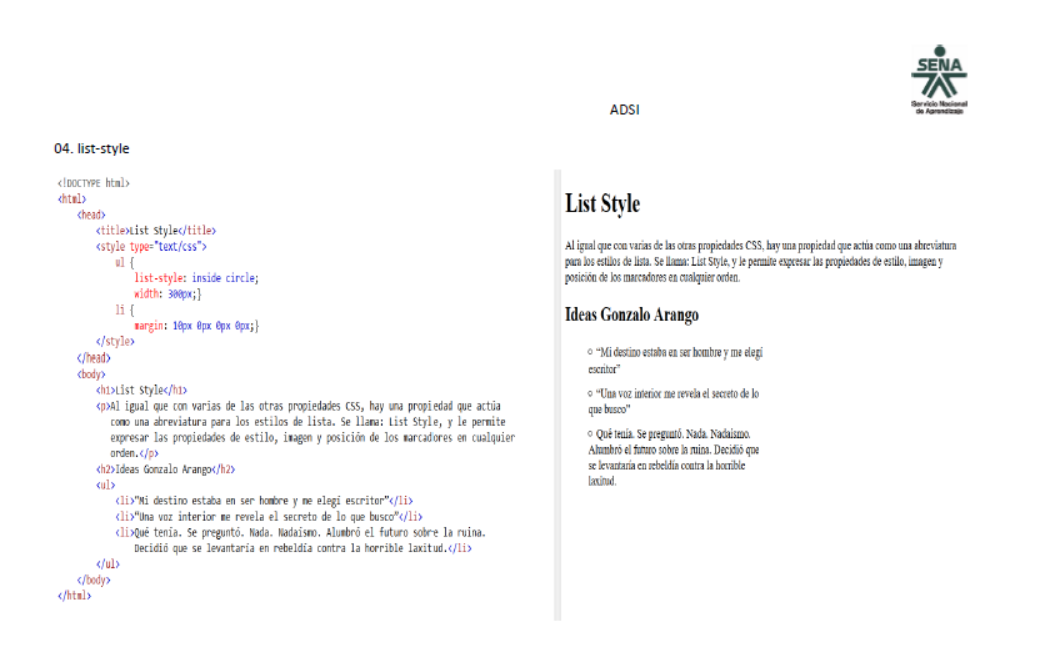 SENA
Servicio Nacional
de Aprendizaje
ADSI
04. list-style
<!DOCTYPE html>
<html>
<head>
<title>List Style</title>
<style type="text/css">
ul {
list-style: inside circle;
width: 300px;}
li {
margin: 10px 0px 0px 0px;}
</style>
</head>
<body>
<h1>List Style</h1>
<p>Al igual que con varias de las otras propiedades CSS, hay una propiedad que actúa
como una abreviatura para los estilos de lista. Se llama: List Style, y le permite
expresar las propiedades de estilo, imagen y posición de los marcadores en cualquier
orden.</p>
<h2>Ideas Gonzalo Arango</h2>
<ul>
<li>“Mi destino estaba en ser hombre y me elegí escritor”</li>
<li>“Una voz interior me revela el secreto de lo que busco”</li>
<li>Qué tenía. Se preguntó. Nada. Nadaísmo. Alumbró el futuro sobre la ruina.
Decidió que se levantaría en rebeldía contra la horrible laxitud.</li>
</ul>
</body>
</html>
List Style
Al igual que con varias de las otras propiedades CSS, hay una propiedad que actúa como una abreviatura
para los estilos de lista. Se llama: List Style, y le permite expresar las propiedades de estilo, imagen y
posición de los marcadores en cualquier orden.
Ideas Gonzalo Arango
○ “Mi destino estaba en ser hombre y me elegí
escritor”
○ “Una voz interior me revela el secreto de lo
que busco”
○ Qué tenía. Se preguntó. Nada. Nadaísmo.
Alumbró el futuro sobre la ruina. Decidió que
se levantaría en rebeldía contra la horrible
laxitud.